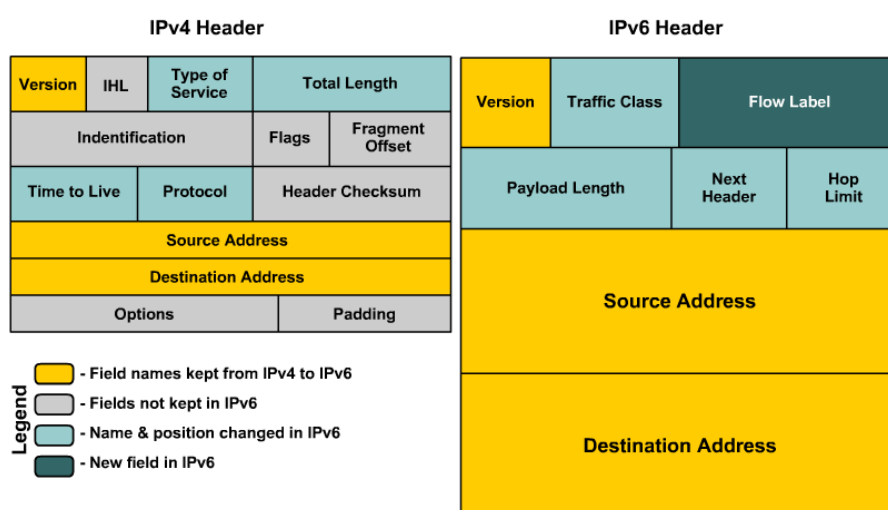 IPv4 Header
Version
IHL
Type of
Service
Total Length
Indentification
Flags
Fragment
Offset
Time to Live
Protocol
Header Checksum
Source Address
Destination Address
Options
Padding
IPv6 Header
Version
Traffic Class
Flow Label
Payload Length
Next
Header
Hop
Limit
Source Address
Destination Address
Legend
- Field names kept from IPv4 to IPv6
- Fields not kept in IPv6
- Name & position changed in IPv6
- New field in IPv6